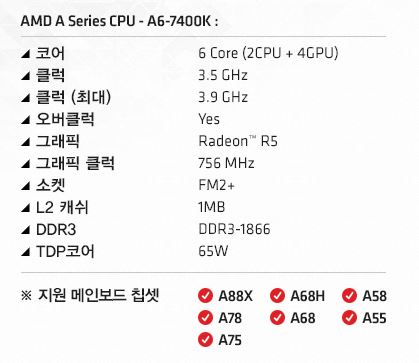 AMD A Series CPU - A6-7400K :
◢ 코어 6 Core (2CPU + 4GPU)
◢ 클럭 3.5 GHz
◢ 클럭 (최대) 3.9 GHz
◢ 오버클럭 Yes
◢ 그래픽 Radeon™ R5
◢ 그래픽 클럭 756 MHz
◢ 소켓 FM2+
◢ L2 캐쉬 1MB
◢ DDR3 DDR3-1866
◢ TDP코어 65W
※ 지원 메인보드 칩셋 A88X A68H A58
A78 A68 A55
A75